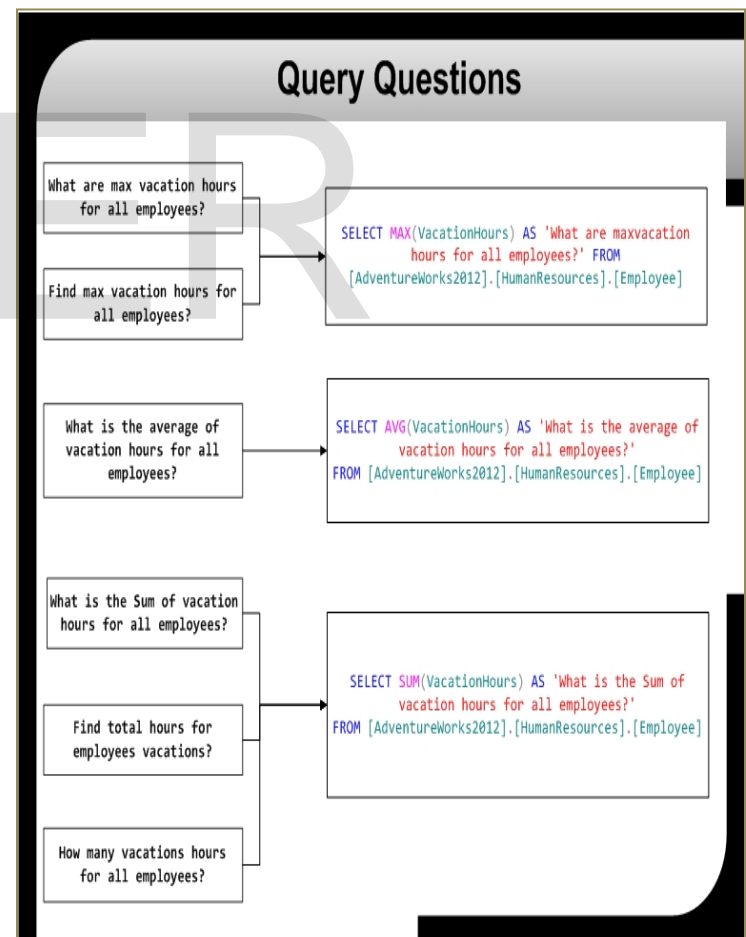 Query Questions
What are max vacation hours
for all employees?
Find max vacation hours for
all employees?
SELECT MAX(VacationHours) AS 'What are maxvacation
hours for all employees?' FROM
[AdventureWorks2012].[HumanResources].[Employee]
What is the average of
vacation hours for all
employees?
SELECT AVG(VacationHours) AS 'What is the average of
vacation hours for all employees?'
FROM [AdventureWorks2012].[HumanResources].[Employee]
What is the Sum of vacation
hours for all employees?
Find total hours for
employees vacations?
How many vacations hours
for all employees?
SELECT SUM(VacationHours) AS 'What is the Sum of
vacation hours for all employees?'
FROM [AdventureWorks2012].[HumanResources].[Employee]
ER